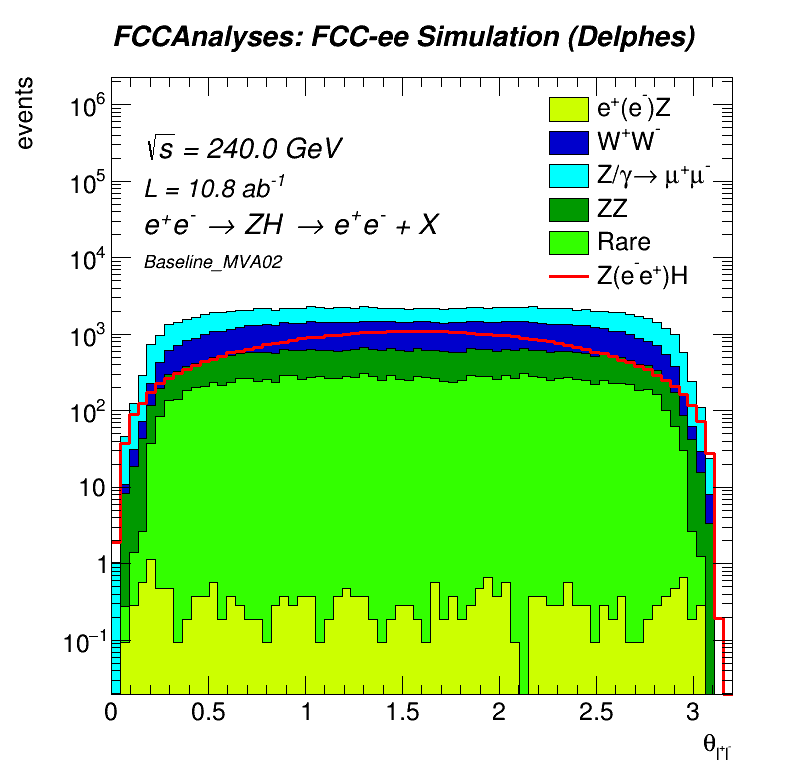 FCCAnalyses: FCC-ee Simulation (Delphes)
events
√s = 240.0 GeV
L = 10.8 ab⁻¹
e⁺e⁻ → ZH → e⁺e⁻ + X
Baseline_MVA02
e⁺(e⁻)Z
W⁺W⁻
Z/γ→ μ⁺μ⁻
ZZ
Rare
Z(e⁻e⁺)H
10⁶
10⁵
10⁴
10³
10²
10
1
10⁻¹
0 0.5 1 1.5 2 2.5 3
θ_l⁺l⁻